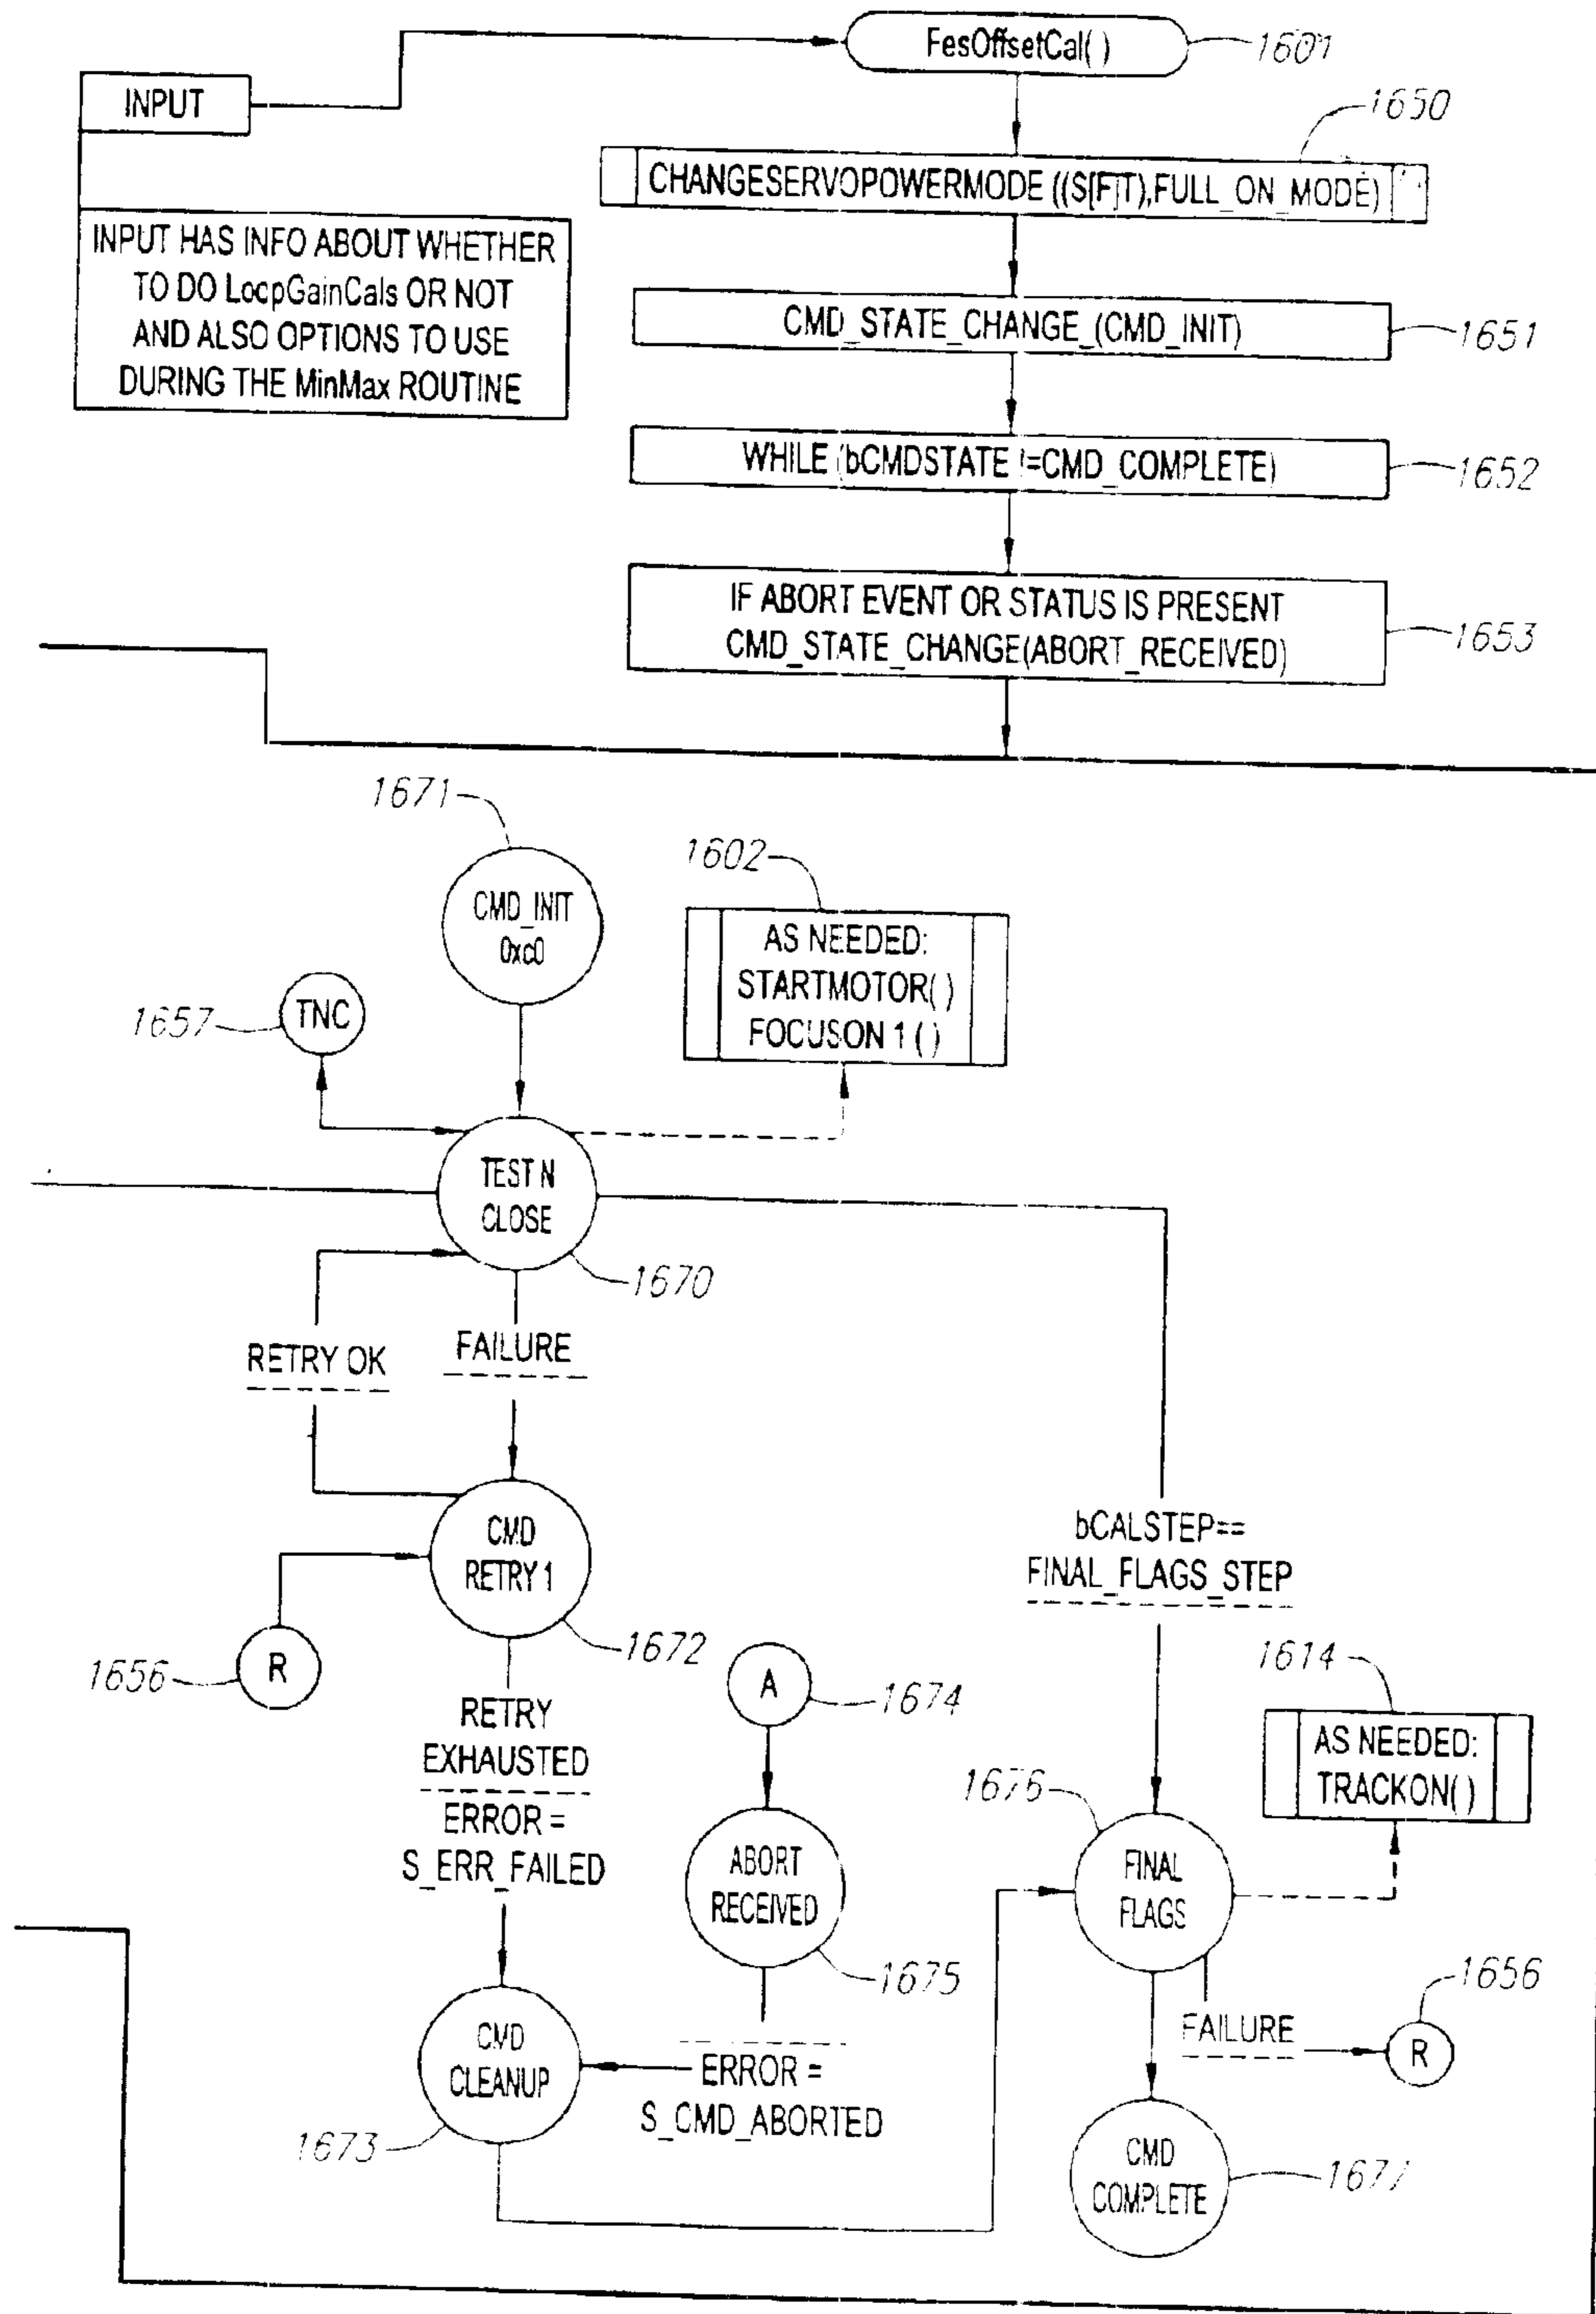 FesOffsetCal( )
1601
INPUT
1650
CHANGESERVOPOWERMODE ((S[F]T),FULL_ON_MODE)
INPUT HAS INFO ABOUT WHETHER
TO DO LoopGainCals OR NOT
AND ALSO OPTIONS TO USE
DURING THE MinMax ROUTINE
CMD_STATE_CHANGE_(CMD_INIT)
1651
WHILE (bCMDSTATE !=CMD_COMPLETE)
1652
IF ABORT EVENT OR STATUS IS PRESENT
CMD_STATE_CHANGE(ABORT_RECEIVED)
1653
1671
CMD_INIT
0xc0
1602
AS NEEDED:
STARTMOTOR( )
FOCUSON 1 ( )
1657
TNC
TEST N
CLOSE
1670
RETRY OK
FAILURE
CMD
RETRY 1
1672
bCALSTEP==
FINAL_FLAGS_STEP
1656
R
RETRY
EXHAUSTED
ERROR =
S_ERR_FAILED
A
1674
1614
AS NEEDED:
TRACKON( )
1676
ABORT
RECEIVED
1675
FINAL
FLAGS
1656
FAILURE
R
CMD
CLEANUP
1673
ERROR =
S_CMD_ABORTED
CMD
COMPLETE
1677